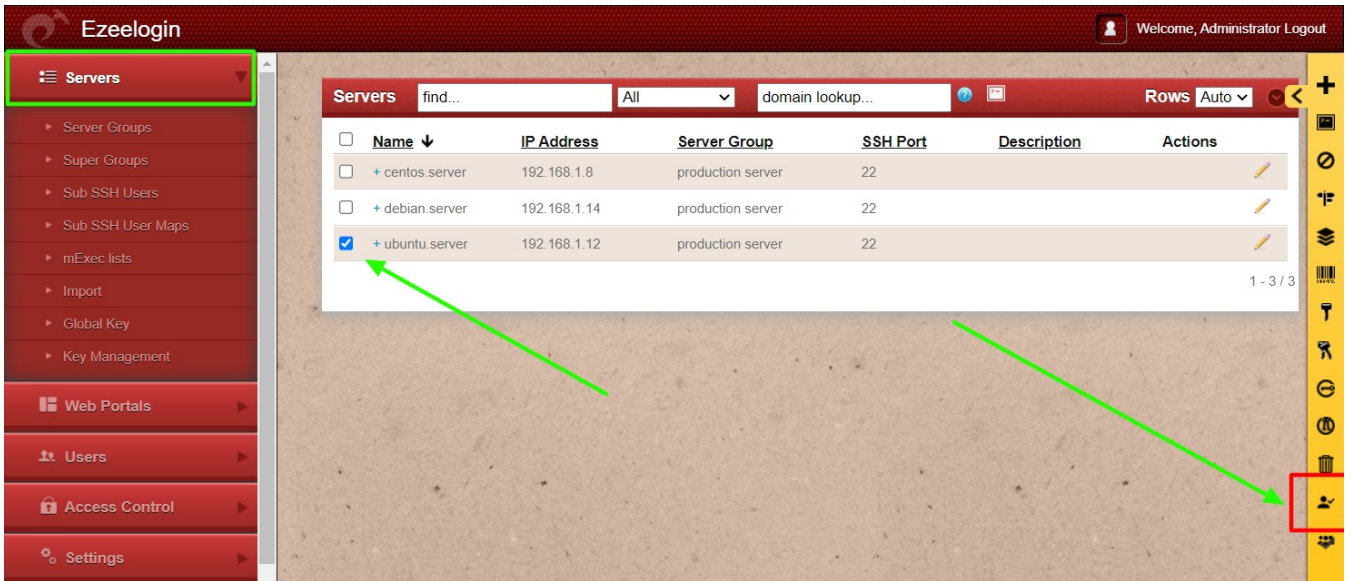 Ezeelogin
Welcome, Administrator Logout
Servers
Server Groups
Super Groups
Sub SSH Users
Sub SSH User Maps
mExec lists
Import
Global Key
Key Management
Web Portals
Users
Access Control
Settings
Servers find... All domain lookup... Rows Auto
Name IP Address Server Group SSH Port Description Actions
+ centos.server 192.168.1.8 production server 22
+ debian.server 192.168.1.14 production server 22
+ ubuntu.server 192.168.1.12 production server 22
1 - 3 / 3